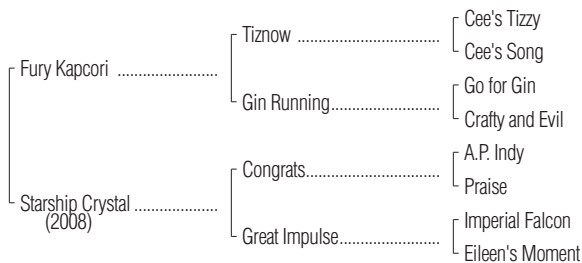 Cee's Tizzy
Tiznow
Cee's Song
Fury Kapcori
Go for Gin
Gin Running
Crafty and Evil
A.P. Indy
Congrats
Praise
Starship Crystal
(2008)
Imperial Falcon
Great Impulse
Eileen's Moment